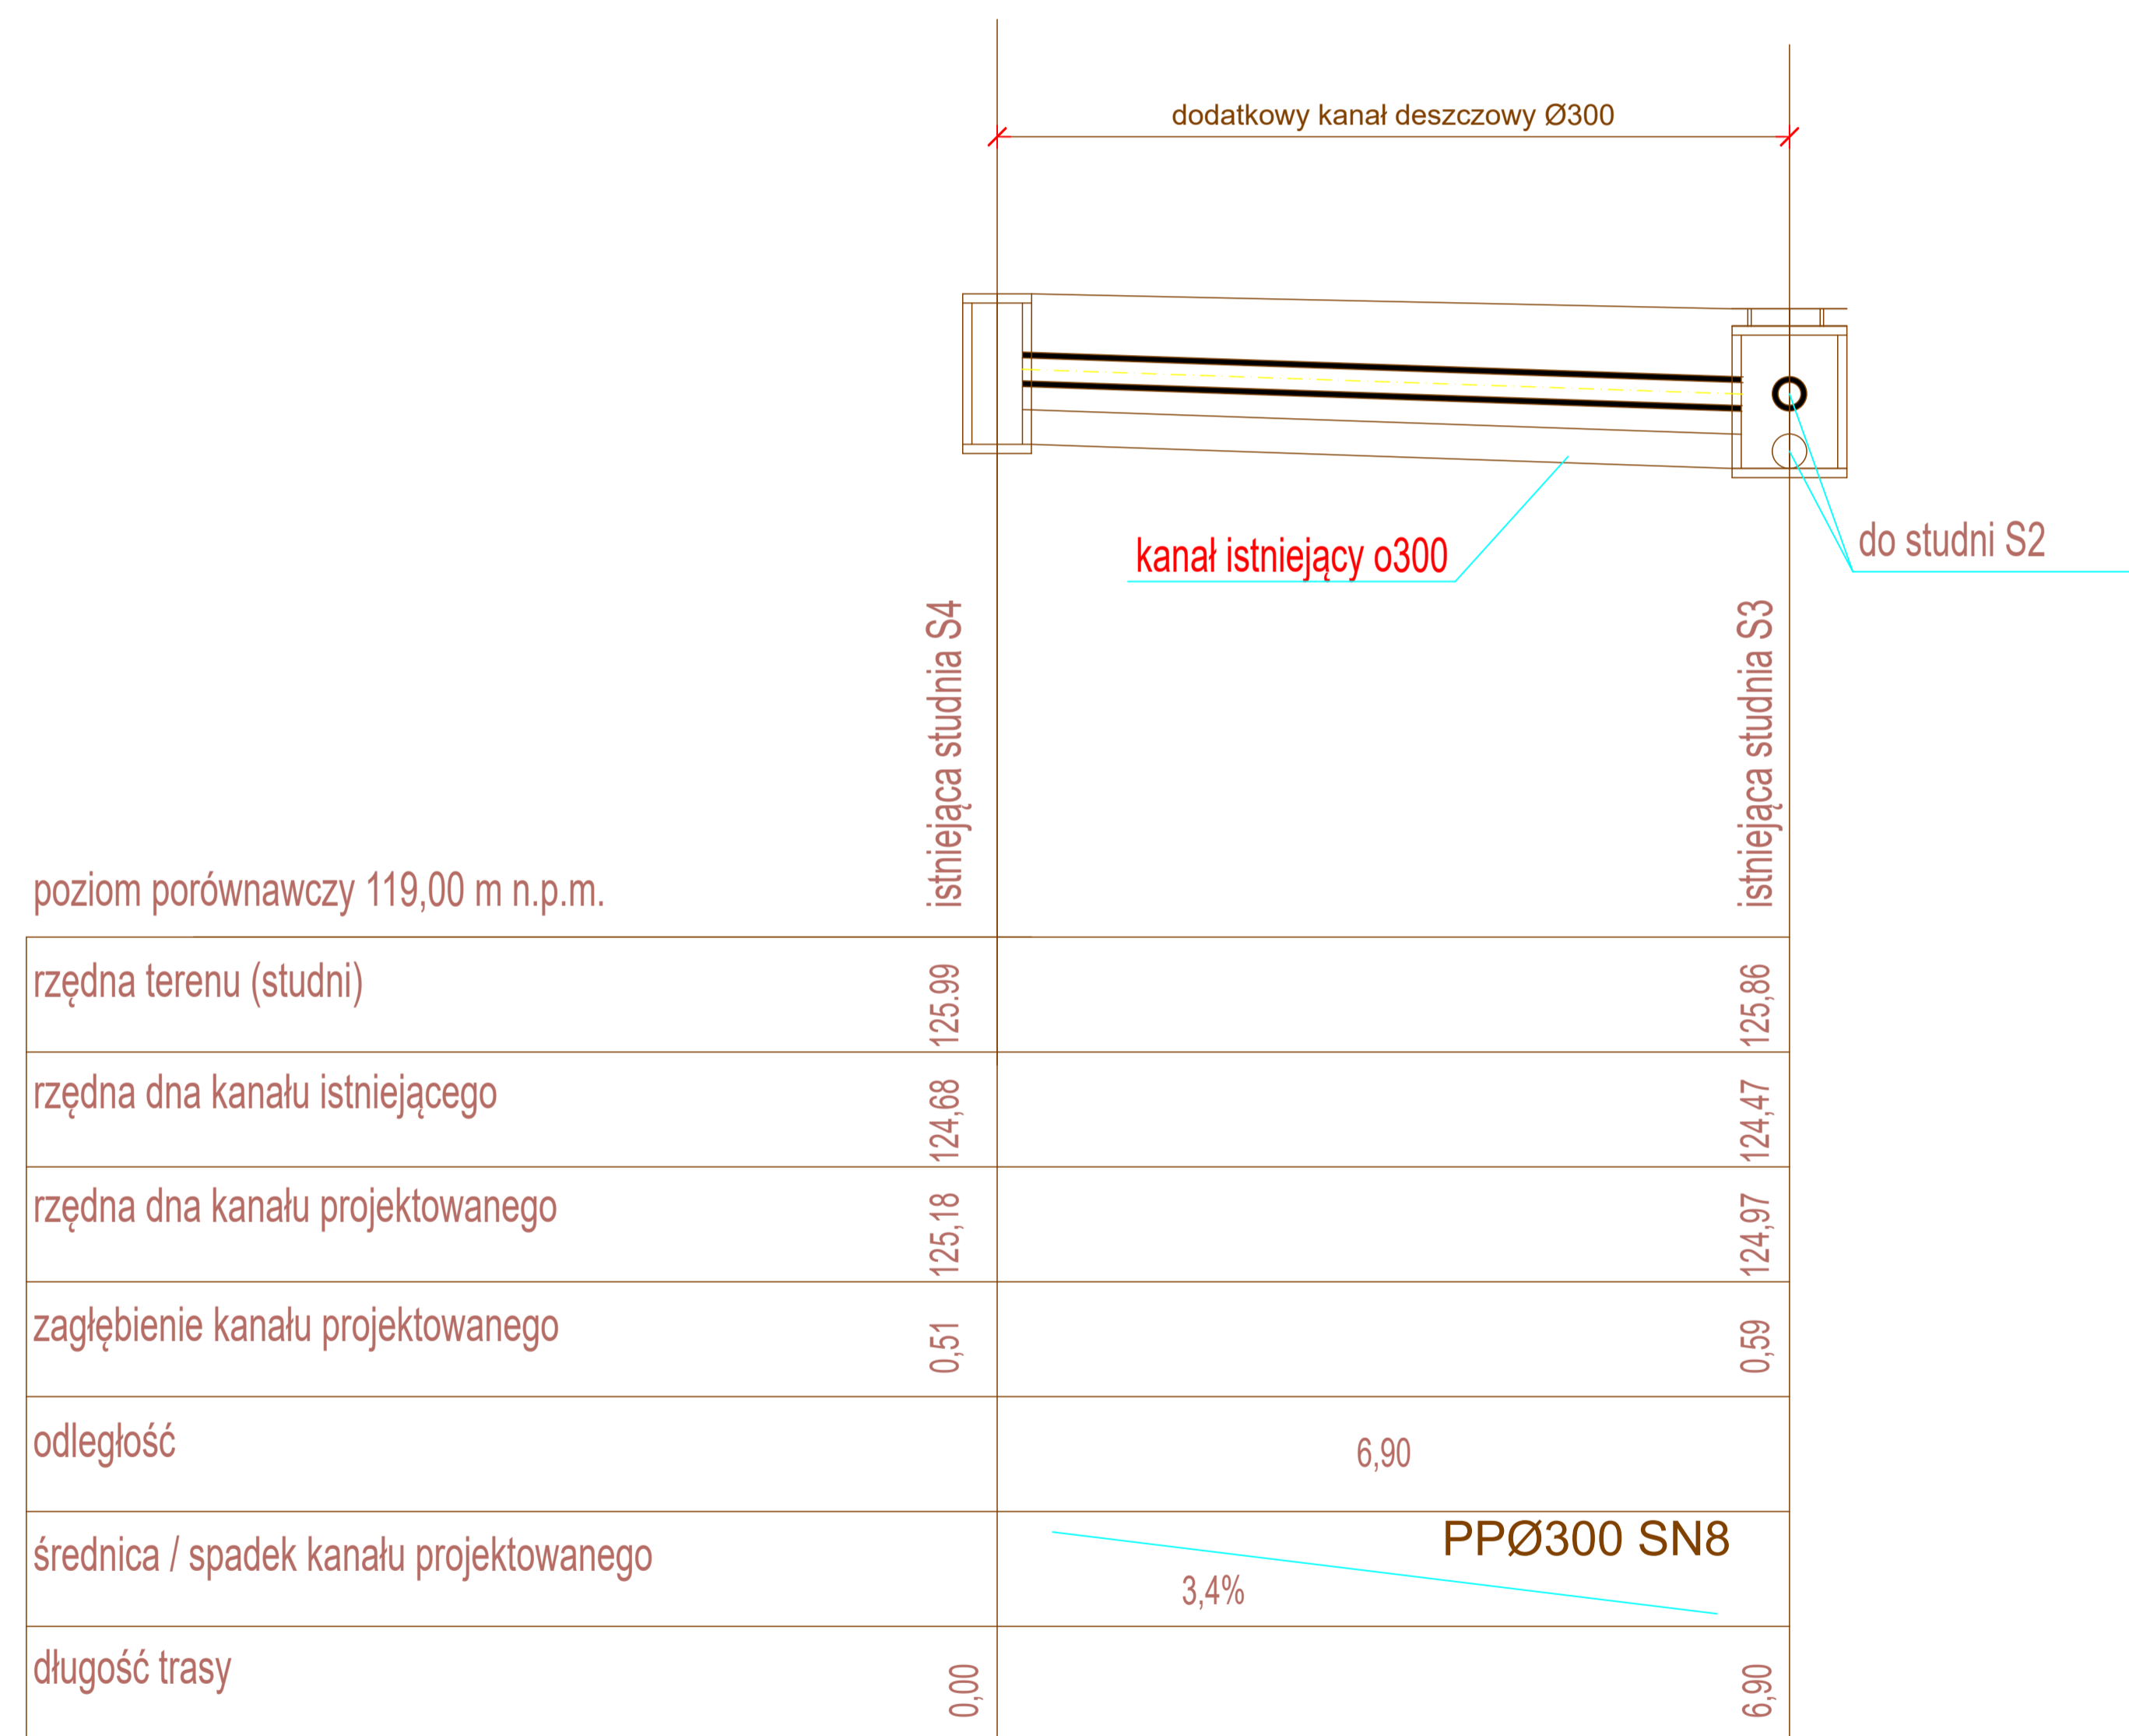 dodatkowy kanał deszczowy Ø300
kanał istniejący o300
do studni S2
istniejąca studnia S4
istniejąca studnia S3
poziom porównawczy 119,00 m n.p.m.
rzędna terenu (studni) 125.99 125,86
rzędna dna kanału istniejącego 124,68 124,47
rzędna dna kanału projektowanego 125,18 124,97
zagłębienie kanału projektowanego 0,51 0,59
odległość 6,90
średnica / spadek kanału projektowanego 3,4% PPØ300 SN8
długość trasy 0,00 6,90